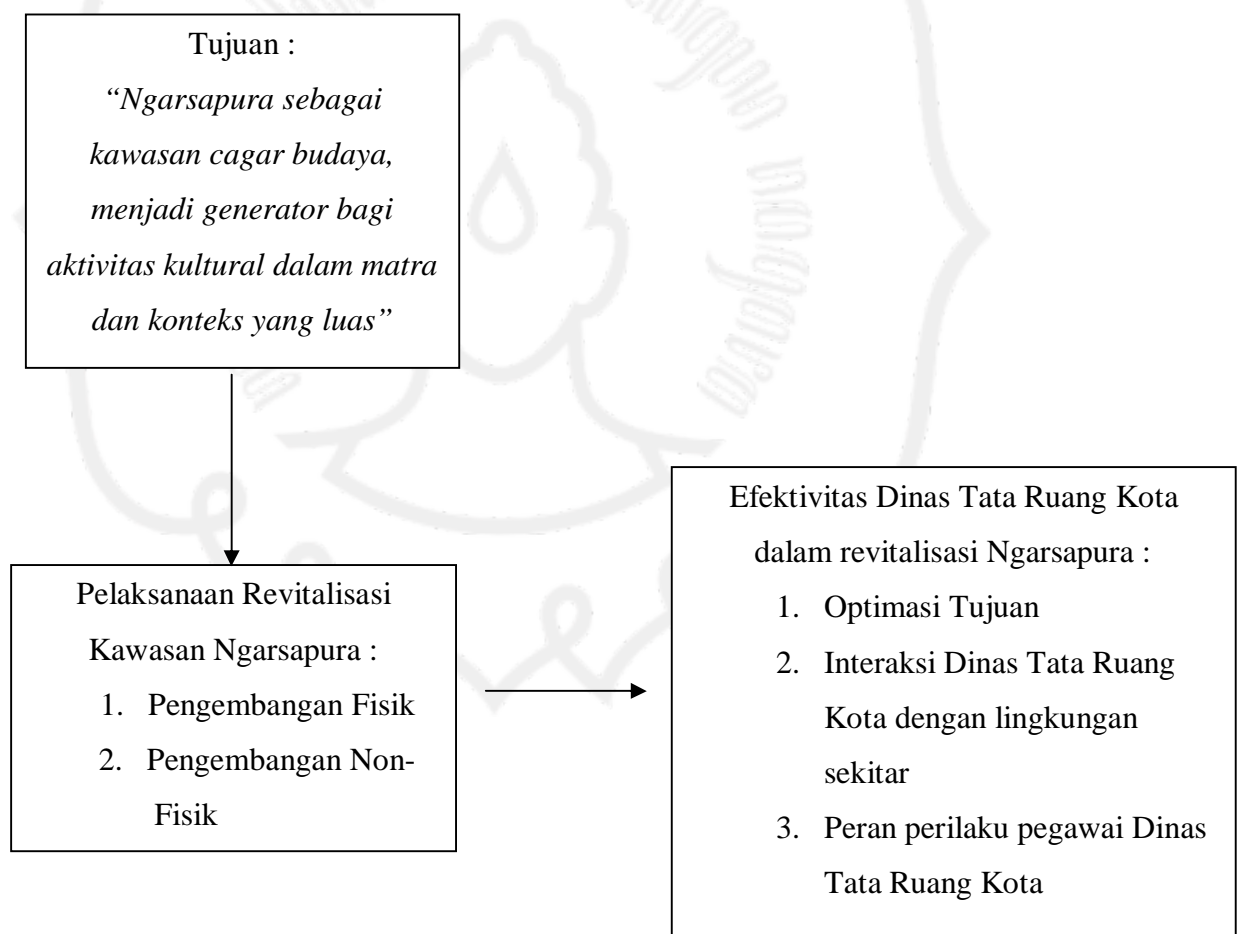 Tujuan :
“Ngarsapura sebagai
kawasan cagar budaya,
menjadi generator bagi
aktivitas kultural dalam matra
dan konteks yang luas”
Pelaksanaan Revitalisasi
Kawasan Ngarsapura :
1. Pengembangan Fisik
2. Pengembangan Non-
Fisik
Efektivitas Dinas Tata Ruang Kota
dalam revitalisasi Ngarsapura :
1. Optimasi Tujuan
2. Interaksi Dinas Tata Ruang
Kota dengan lingkungan
sekitar
3. Peran perilaku pegawai Dinas
Tata Ruang Kota